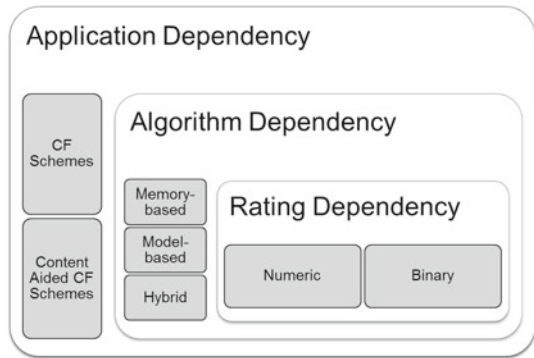 Application Dependency
CF
Schemes
Content
Aided CF
Schemes
Algorithm Dependency
Memory-
based
Model-
based
Hybrid
Rating Dependency
Numeric
Binary